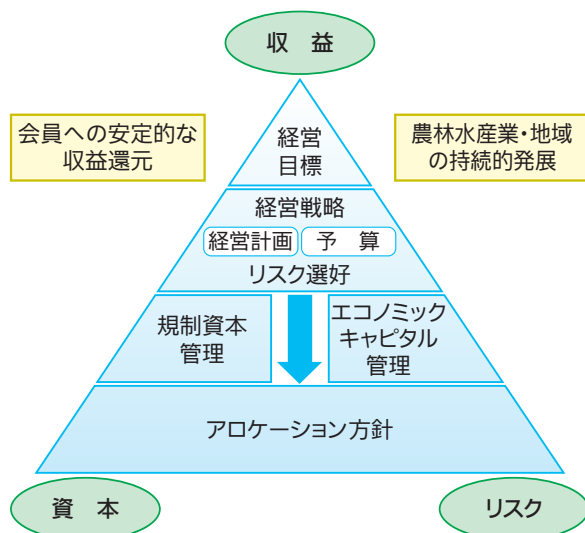 収 益
会員への安定的な
収益還元
農林水産業・地域
の持続的発展
経営
目標
経営戦略
経営計画 予 算
リスク選好
規制資本
管理
エコノミック
キャピタル
管理
アロケーション方針
資 本
リスク